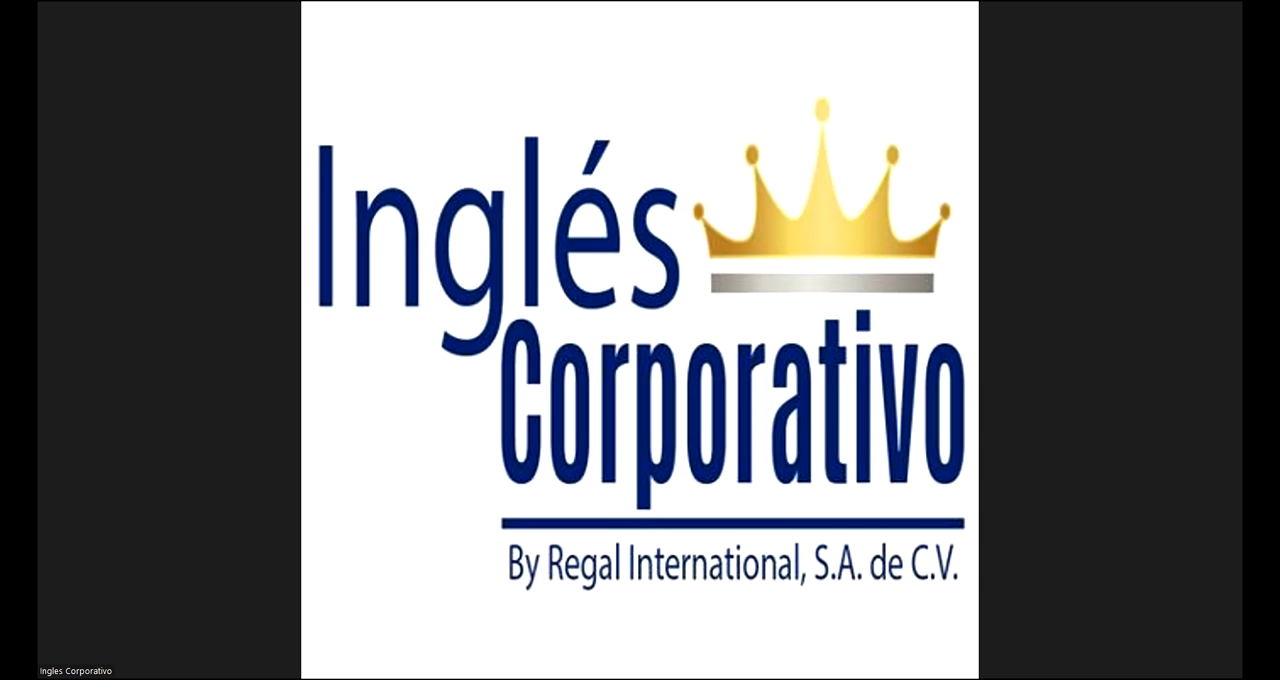 Inglés
Corporativo
By Regal International, S.A. de C.V.
Ingles Corporativo